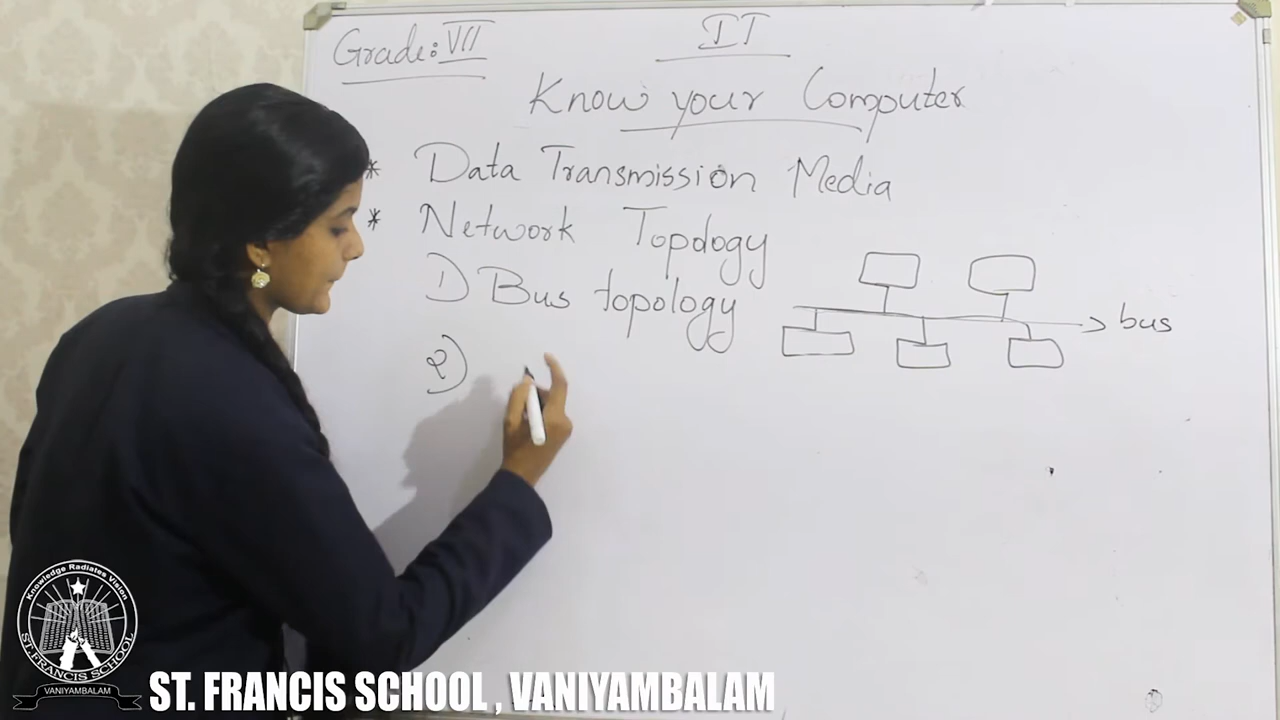 Grade: VII
IT
Know your Computer
* Data Transmission Media
* Network Topology
1) Bus topology
bus
2)
Knowledge Radiates Vision
ST. FRANCIS SCHOOL
VANIYAMBALAM
ST. FRANCIS SCHOOL , VANIYAMBALAM